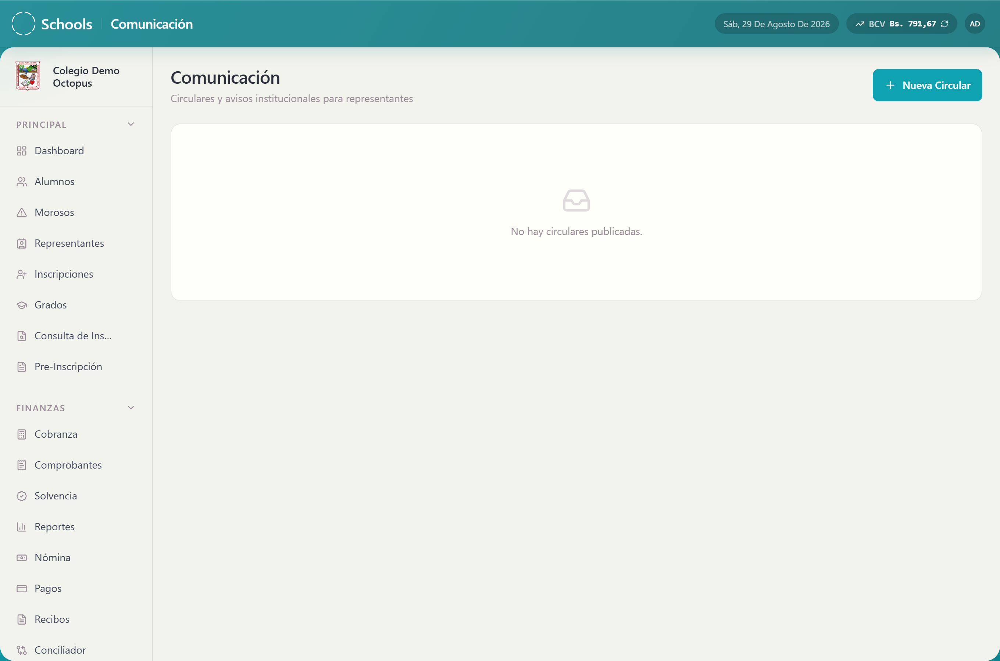 Schools
Comunicación
Sáb, 29 De Agosto De 2026
BCV Bs. 791,67
AD
Colegio Demo
Octopus
Comunicación
Circulares y avisos institucionales para representantes
Nueva Circular
PRINCIPAL
Dashboard
Alumnos
Morosos
Representantes
Inscripciones
Grados
Consulta de Ins...
Pre-Inscripción
No hay circulares publicadas.
FINANZAS
Cobranza
Comprobantes
Solvencia
Reportes
Nómina
Pagos
Recibos
Conciliador